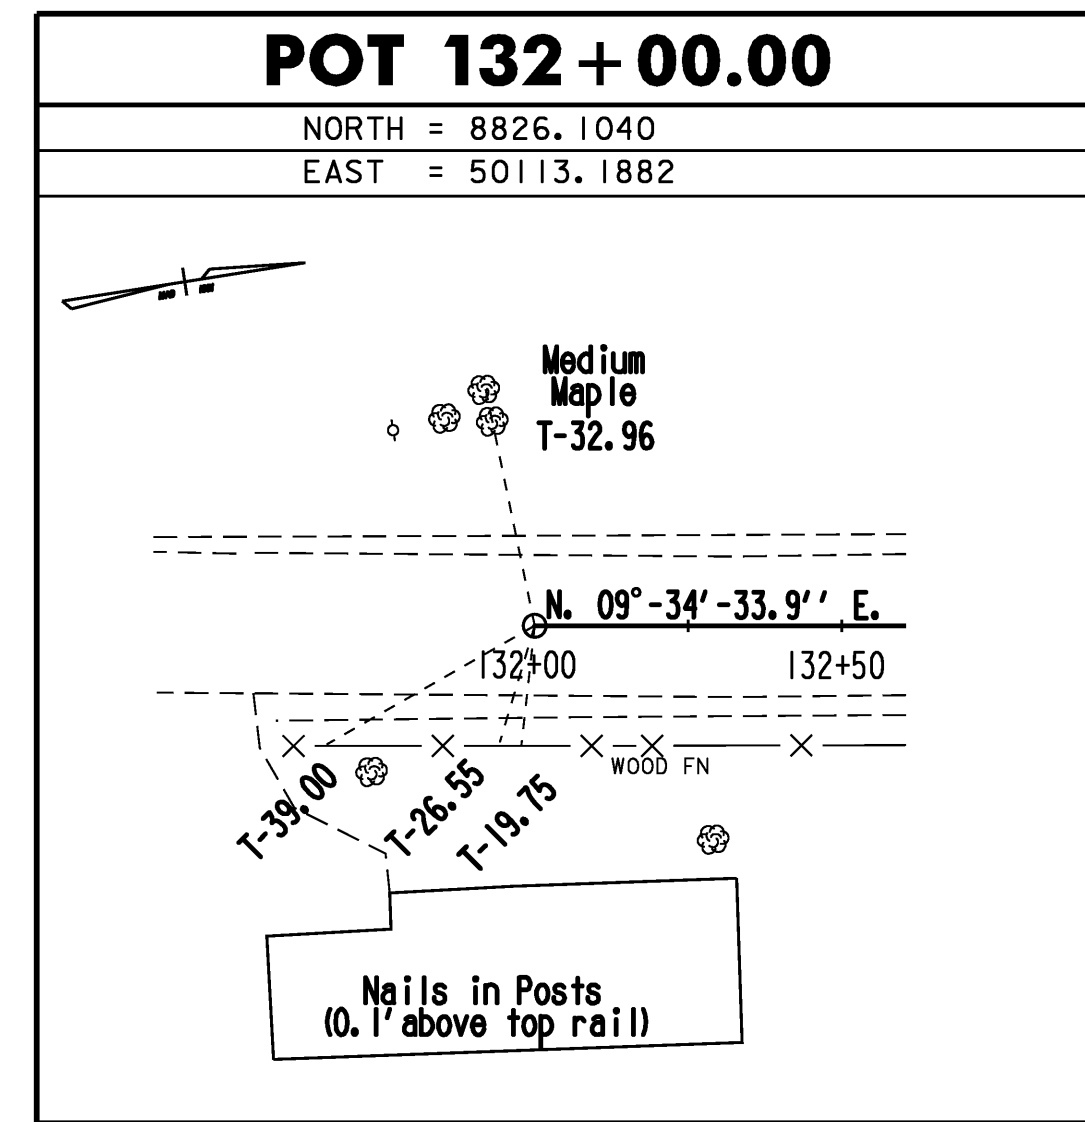 POT 132+00.00
NORTH = 8826.1040
EAST = 50113.1882
Medium
Maple
T-32.96
N. 09°-34'-33.9'' E.
132+00
132+50
WOOD FN
T-39.00
T-26.55
T-19.75
Nails in Posts
(0.1' above top rail)